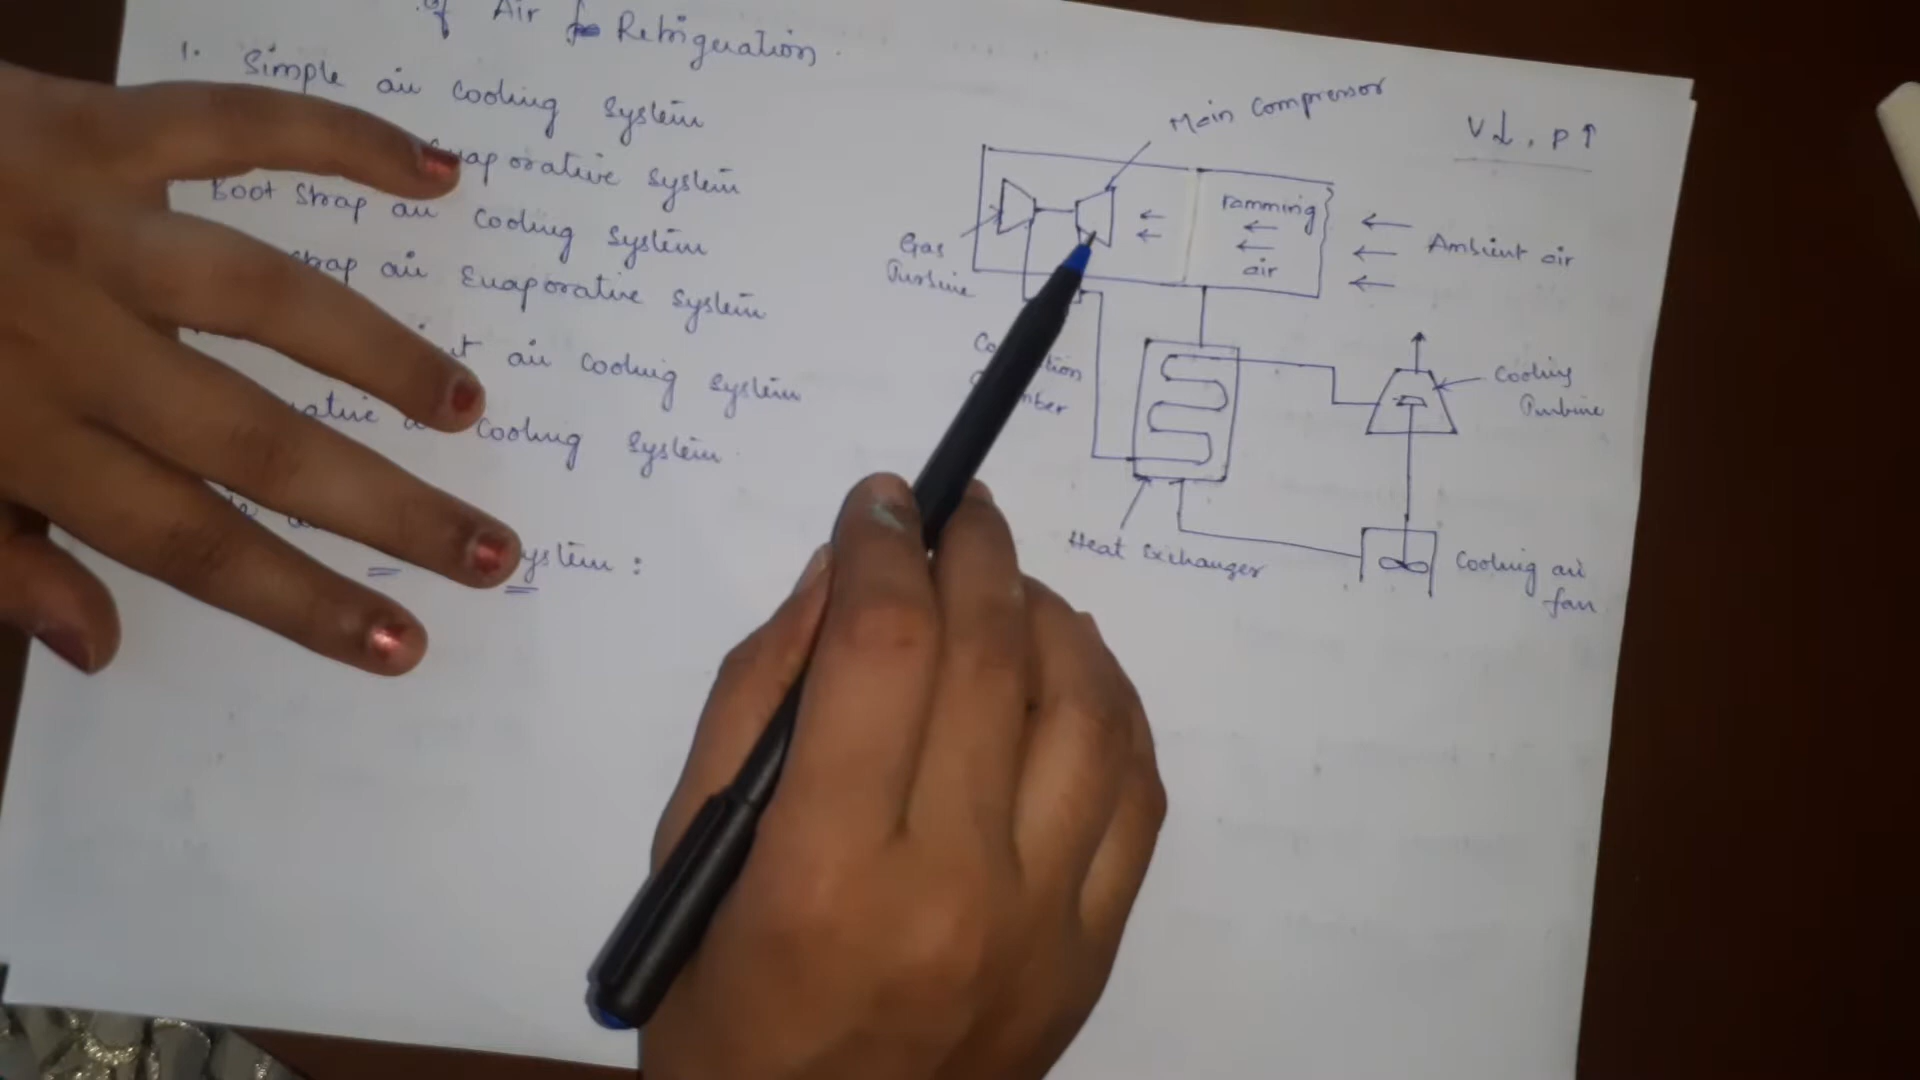 of Air Refrigeration.
1. Simple air cooling system
evaporative system
Boot strap air cooling system
strap air Evaporative system
air cooling system
cooling system
system :
Main Compressor
V↓, P↑
ramming
air
Ambient air
Gas
Turbine
Cooling
Turbine
Heat Exchanger
Cooling air
fan